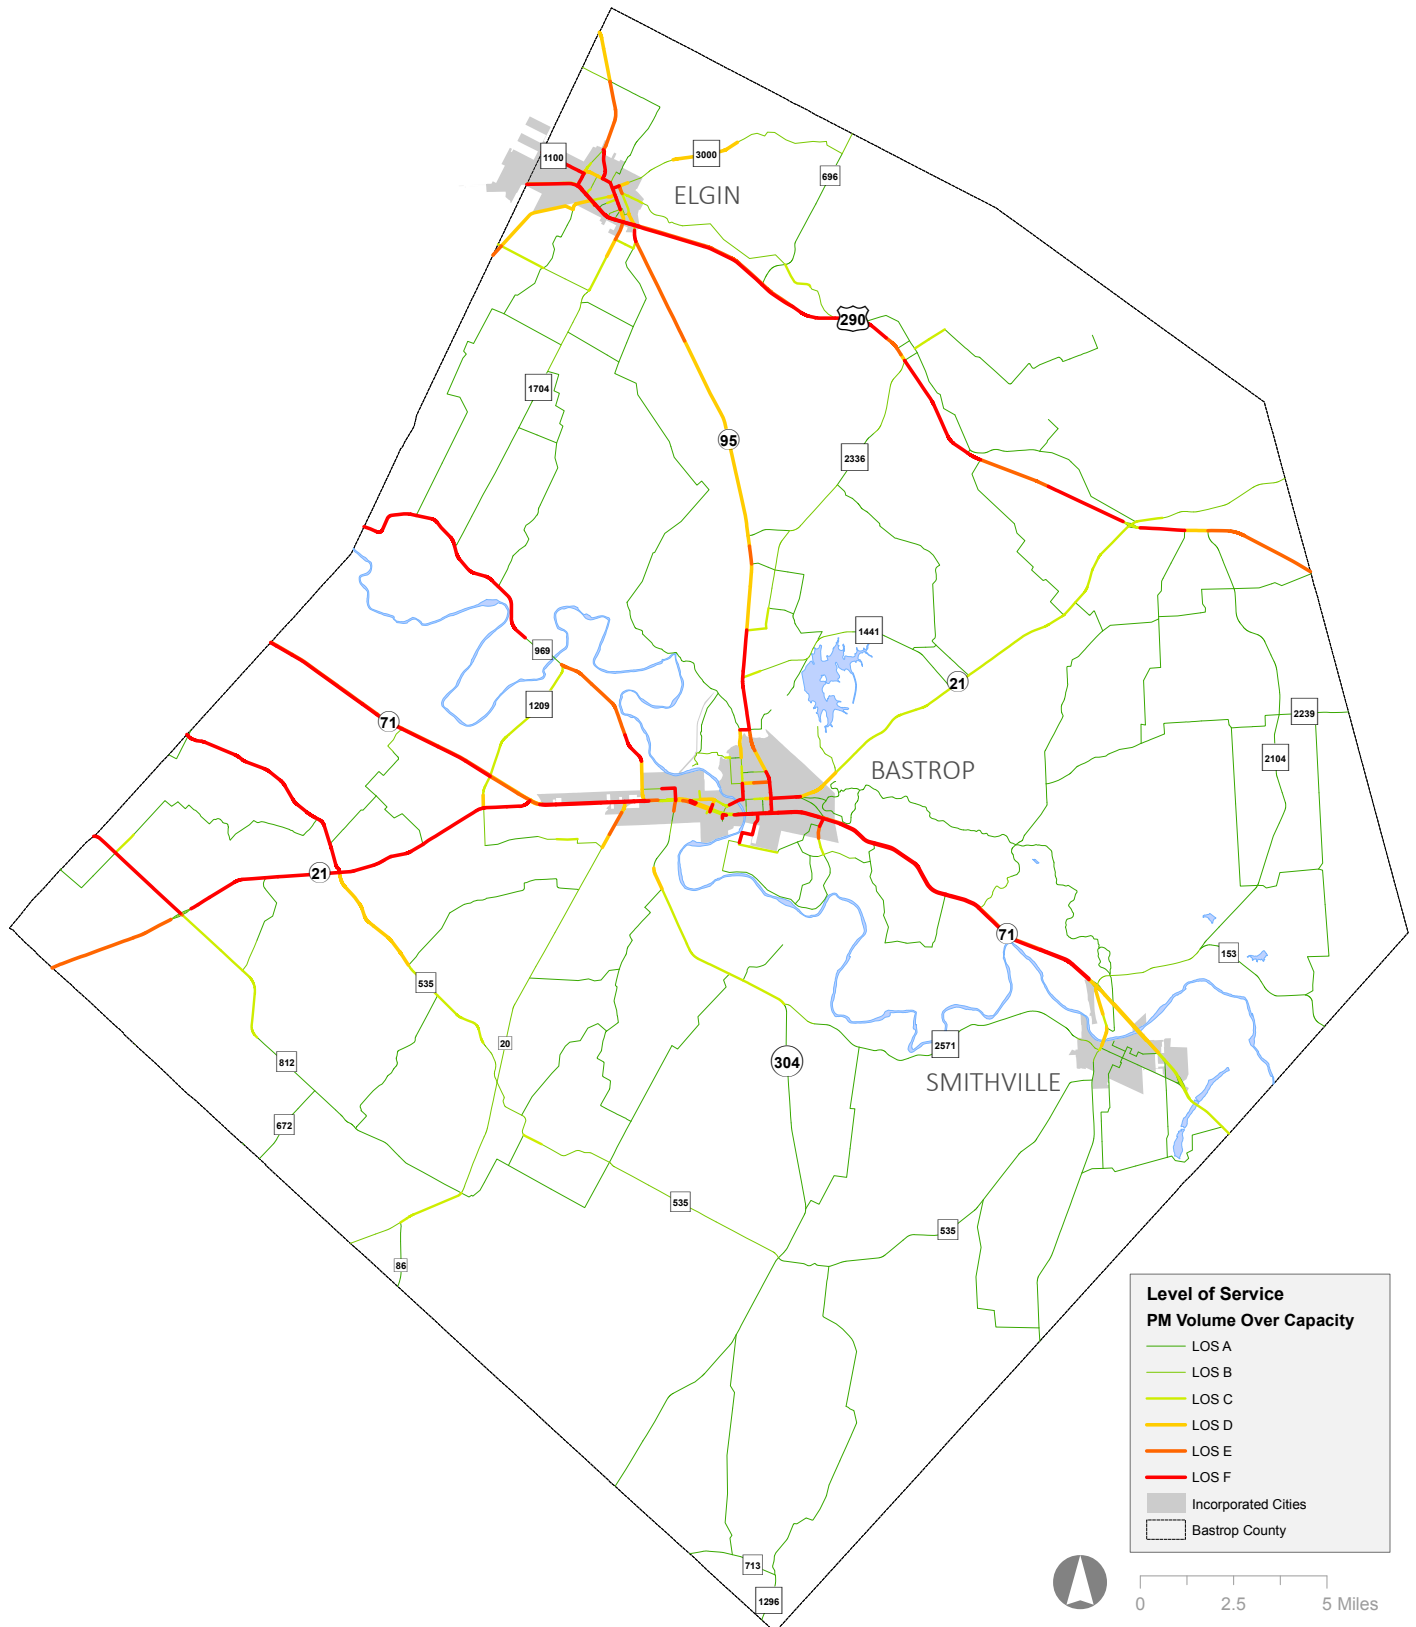 1100
3000
696
ELGIN
290
1704
95
2336
1441
969
21
1209
71
2239
2104
BASTROP
21
71
153
535
20
2571
304
812
SMITHVILLE
672
535
535
86
713
1296
Level of Service
PM Volume Over Capacity
LOS A
LOS B
LOS C
LOS D
LOS E
LOS F
Incorporated Cities
Bastrop County
0 2.5 5 Miles